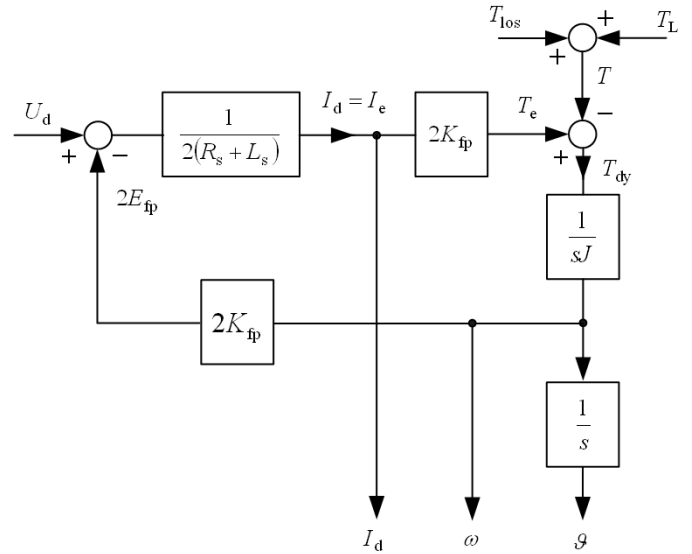 T_los + + T_L
T
U_d
1 / 2(R_s + L_s)
I_d = I_e
2K_fp
T_e
−
+ −
+
T_dy
2E_fp
1 / sJ
2K_fp
1 / s
I_d ω ϑ